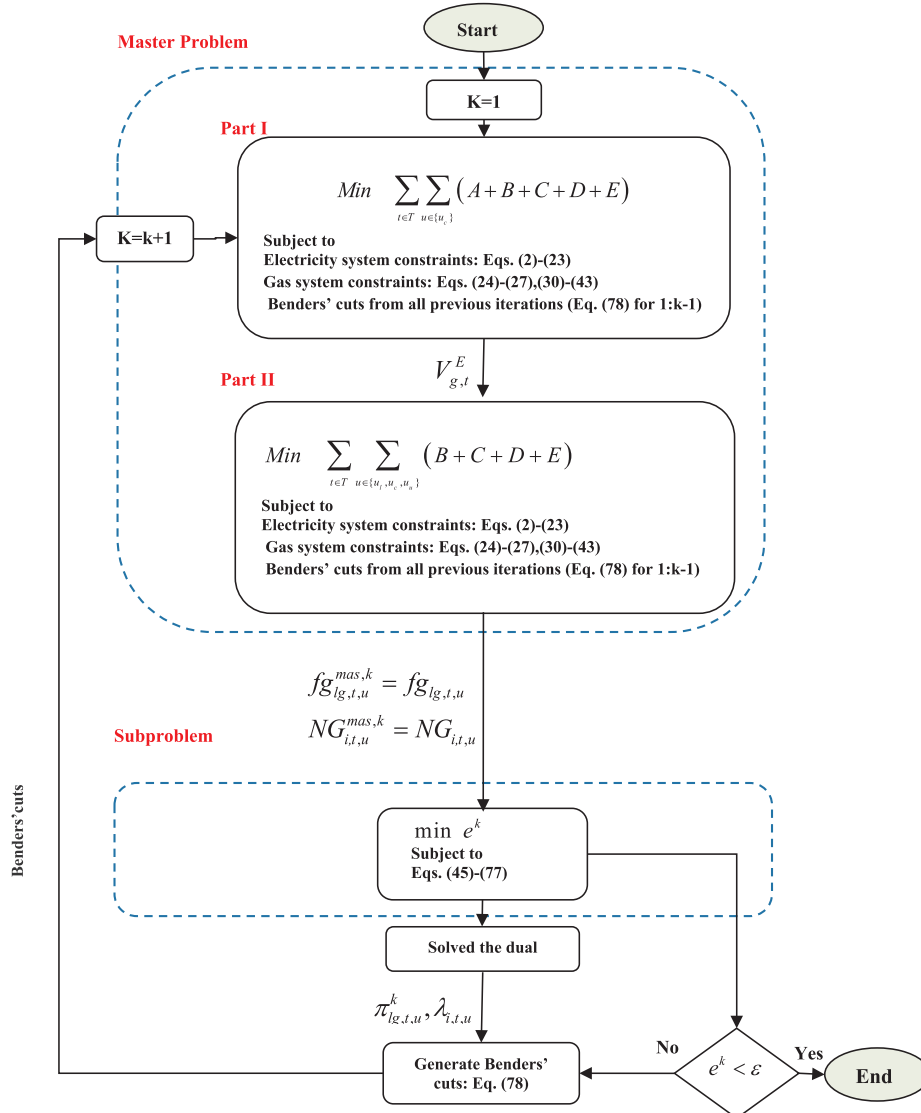 Start
Master Problem
K=1
Part I
Min ∑_{t∈T} ∑_{u∈{u_c}} (A+B+C+D+E)
Subject to
K=k+1
Electricity system constraints: Eqs. (2)-(23)
Gas system constraints: Eqs. (24)-(27),(30)-(43)
Benders’ cuts from all previous iterations (Eq. (78) for 1:k-1)
V_{g,t}^{E}
Part II
Min ∑_{t∈T} ∑_{u∈{u_l,u_c,u_n}} (B+C+D+E)
Subject to
Electricity system constraints: Eqs. (2)-(23)
Gas system constraints: Eqs. (24)-(27),(30)-(43)
Benders’ cuts from all previous iterations (Eq. (78) for 1:k-1)
fg_{lg,t,u}^{mas,k} = fg_{lg,t,u}
NG_{i,t,u}^{mas,k} = NG_{i,t,u}
Subproblem
min e^k
Subject to
Eqs. (45)-(77)
Benders’cuts
Solved the dual
π_{lg,t,u}^{k}, λ_{i,t,u}
Generate Benders’
cuts: Eq. (78)
No
e^k < ε
Yes
End